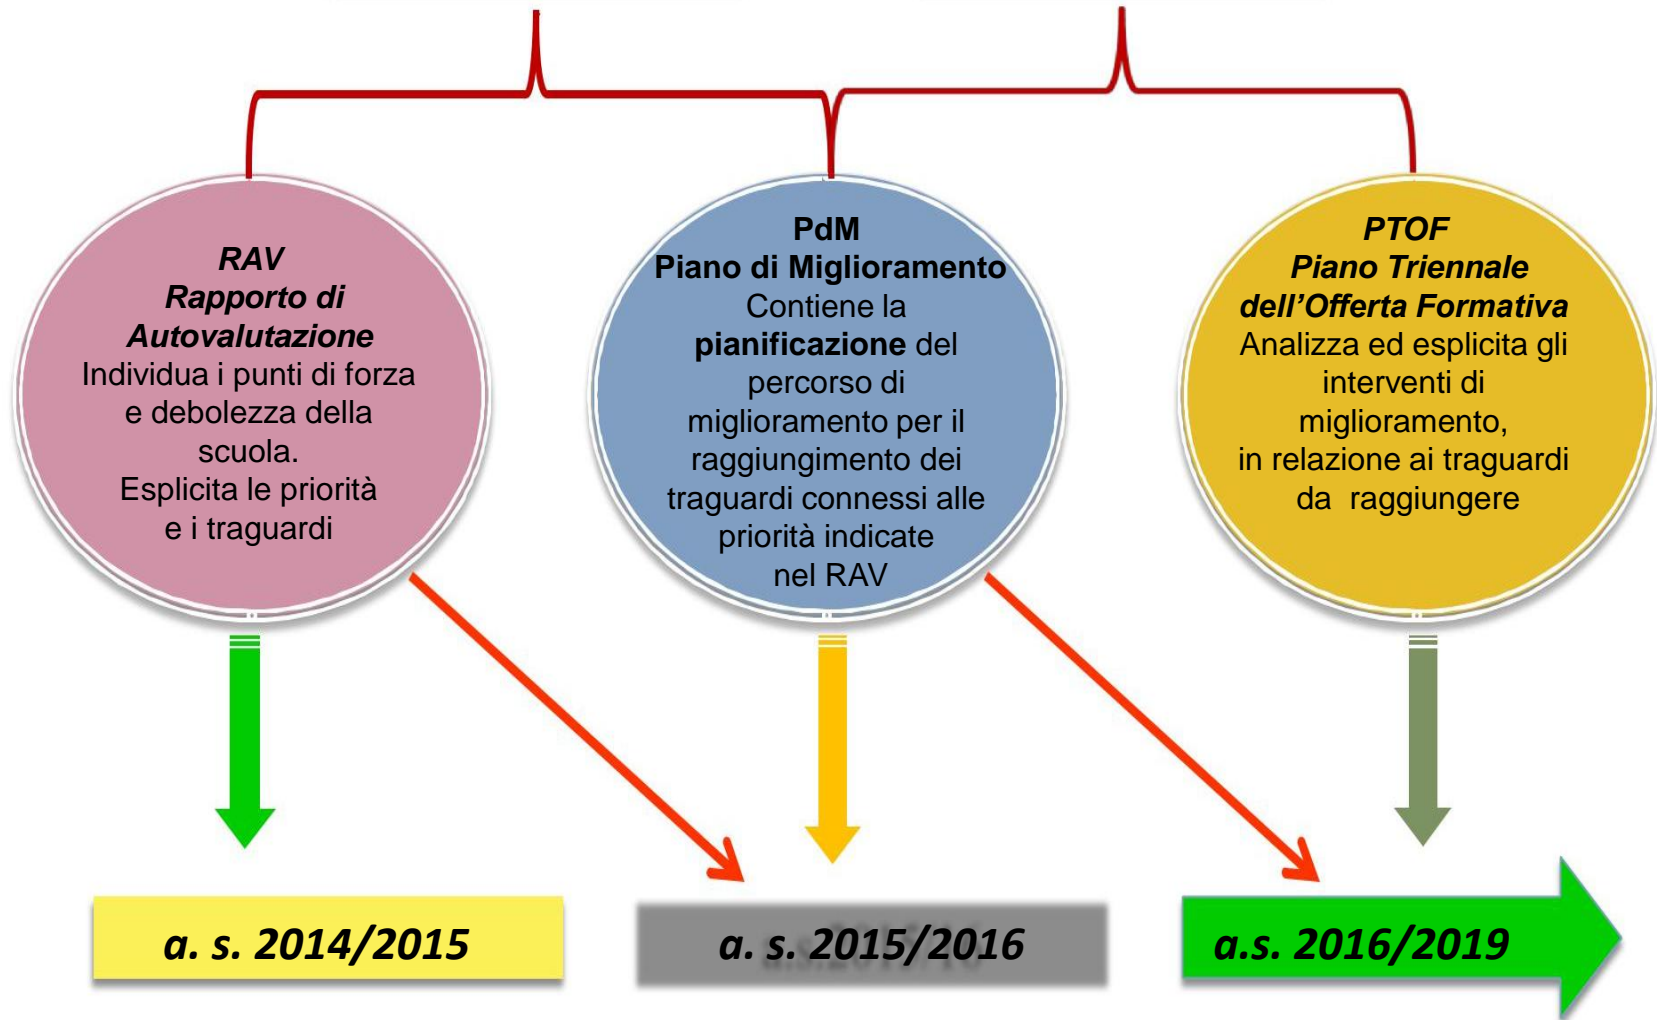 RAV
Rapporto di
Autovalutazione
Individua i punti di forza
e debolezza della
scuola.
Esplicita le priorità
e i traguardi
PdM
Piano di Miglioramento
Contiene la
pianificazione del
percorso di
miglioramento per il
raggiungimento dei
traguardi connessi alle
priorità indicate
nel RAV
PTOF
Piano Triennale
dell’Offerta Formativa
Analizza ed esplicita gli
interventi di
miglioramento,
in relazione ai traguardi
da raggiungere
a. s. 2014/2015
a. s. 2015/2016
a.s. 2016/2019